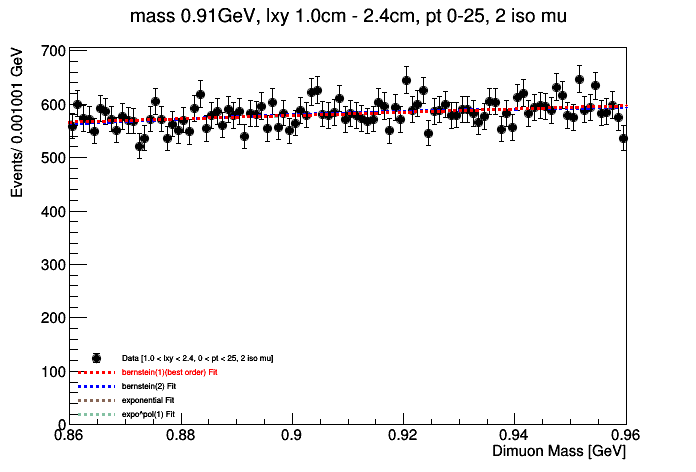 mass 0.91GeV, lxy 1.0cm - 2.4cm, pt 0-25, 2 iso mu
Events/ 0.001001 GeV
700
600
500
400
300
200
100
0
Data [1.0 < lxy < 2.4, 0 < pt < 25, 2 iso mu]
bernstein(1)(best order) Fit
bernstein(2) Fit
exponential Fit
expo*pol(1) Fit
0.86 0.88 0.9 0.92 0.94 0.96
Dimuon Mass [GeV]